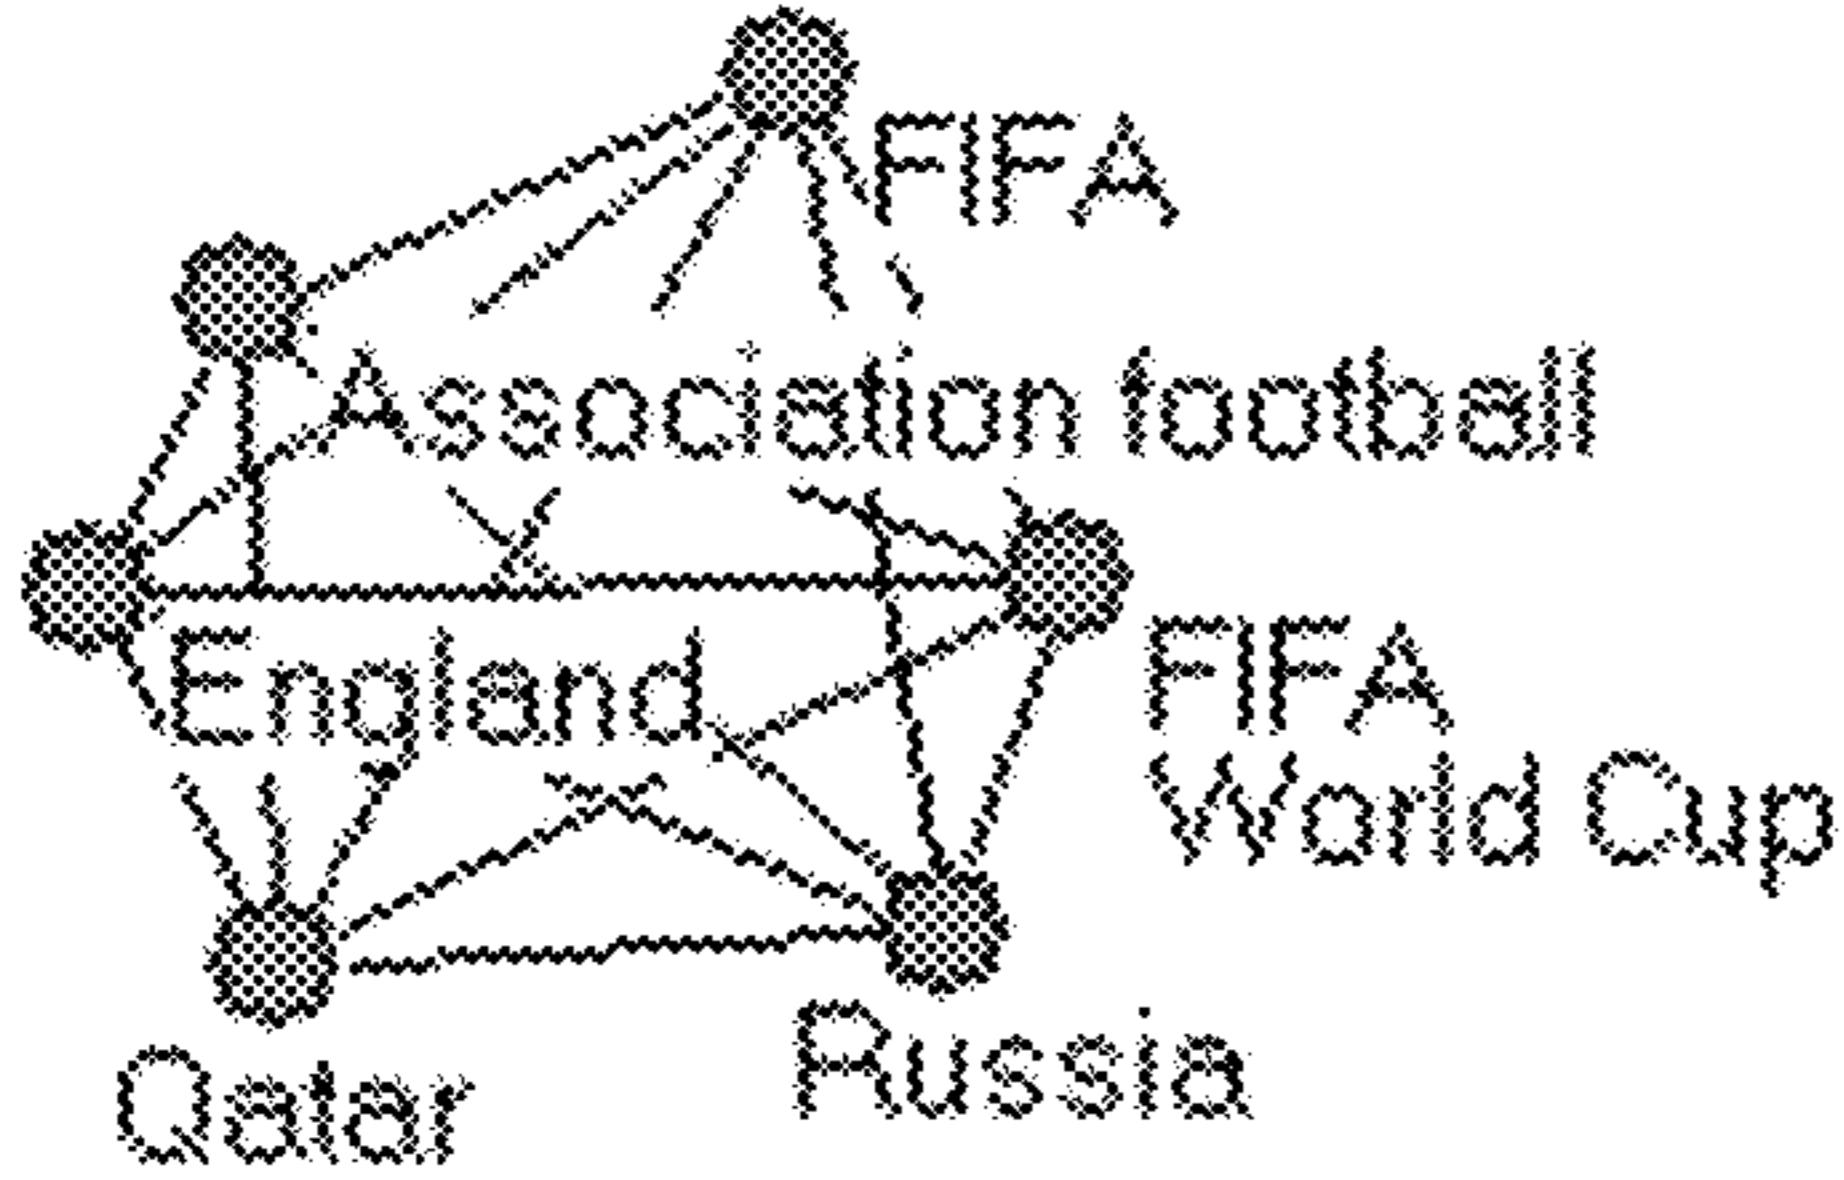 FIFA
Association football
England
FIFA
World Cup
Qatar
Russia